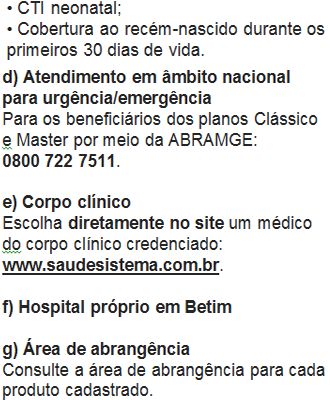 • CTI neonatal;
• Cobertura ao recém-nascido durante os
primeiros 30 dias de vida.
d) Atendimento em âmbito nacional
para urgência/emergência
Para os beneficiários dos planos Clássico
e Master por meio da ABRAMGE:
0800 722 7511.
e) Corpo clínico
Escolha diretamente no site um médico
do corpo clínico credenciado:
www.saudesistema.com.br.
f) Hospital próprio em Betim
g) Área de abrangência
Consulte a área de abrangência para cada
produto cadastrado.